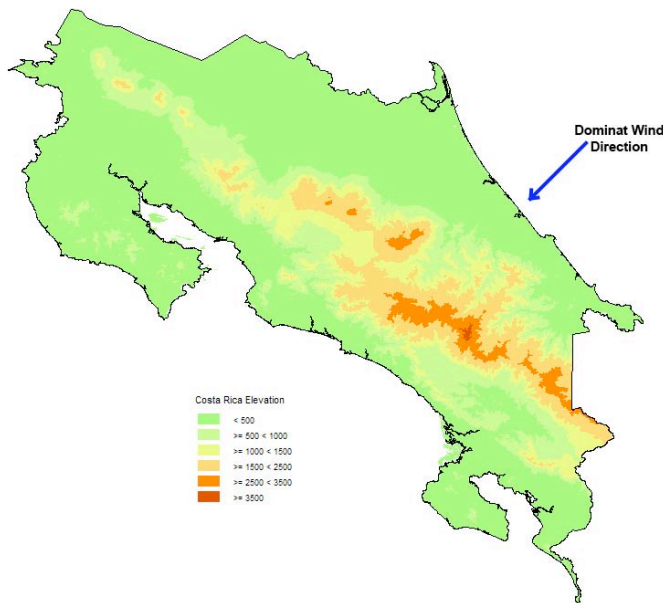 Dominat Wind
Direction
Costa Rica Elevation
< 500
>= 500 < 1000
>= 1000 < 1500
>= 1500 < 2500
>= 2500 < 3500
>= 3500